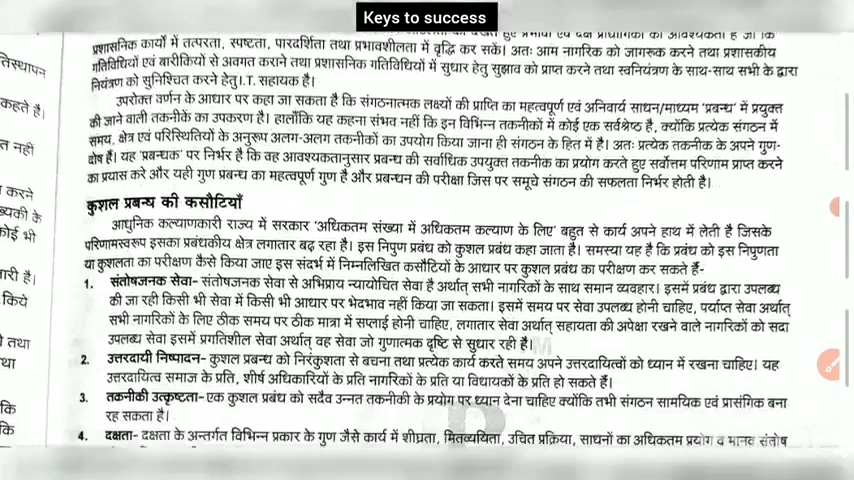 Keys to success
प्रशासनिक कार्यों में तत्परता, स्पष्टता, पारदर्शिता तथा प्रभावशीलता में वृद्धि कर सकें। अतः आम नागरिक को जागरूक करने तथा प्रशासकीय
तिस्थापन
गतिविधियों एवं बारीकियों से अवगत कराने तथा प्रशासनिक गतिविधियों में सुधार हेतु सुझाव को प्राप्त करने तथा स्वनियंत्रण के साथ-साथ सभी के द्वारा
नियंत्रण को सुनिश्चित करने हेतु I.T. सहायक है।
कहते है।
उपरोक्त वर्णन के आधार पर कहा जा सकता है कि संगठनात्मक लक्ष्यों की प्राप्ति का महत्वपूर्ण एवं अनिवार्य साधन/माध्यम 'प्रबन्ध' में प्रयुक्त
की जाने वाली तकनीकों का उपकरण है। हालाँकि यह कहना संभव नहीं कि इन विभिन्न तकनीकों में कोई एक सर्वश्रेष्ठ है, क्योंकि प्रत्येक संगठन में
त नहीं
समय, क्षेत्र एवं परिस्थितियों के अनुरूप अलग-अलग तकनीकों का उपयोग किया जाना ही संगठन के हित में है। अतः प्रत्येक तकनीक के अपने गुण-
दोष हैं। यह 'प्रबन्धक' पर निर्भर है कि वह आवश्यकतानुसार प्रबन्ध की सर्वाधिक उपयुक्त तकनीक का प्रयोग करते हुए सर्वोत्तम परिणाम प्राप्त करने
का प्रयास करे और यही गुण प्रबन्ध का महत्वपूर्ण गुण है और प्रबन्धन की परीक्षा जिस पर समूचे संगठन की सफलता निर्भर होती है।
करने
कुशल प्रबन्ध की कसौटियाँ
ख्यकी के
आधुनिक कल्याणकारी राज्य में सरकार 'अधिकतम संख्या में अधिकतम कल्याण के लिए' बहुत से कार्य अपने हाथ में लेती है जिसके
कोई भी
परिणामस्वरूप इसका प्रबंधकीय क्षेत्र लगातार बढ़ रहा है। इस निपुण प्रबंध को कुशल प्रबंध कहा जाता है। समस्या यह है कि प्रबंध को इस निपुणता
या कुशलता का परीक्षण कैसे किया जाए इस संदर्भ में निम्नलिखित कसौटियों के आधार पर कुशल प्रबंध का परीक्षण कर सकते हैं-
ारी है।
1. संतोषजनक सेवा- संतोषजनक सेवा से अभिप्राय न्यायोचित सेवा है अर्थात् सभी नागरिकों के साथ समान व्यवहार। इसमें प्रबंध द्वारा उपलब्ध
किये
की जा रही किसी भी सेवा में किसी भी आधार पर भेदभाव नहीं किया जा सकता। इसमें समय पर सेवा उपलब्ध होनी चाहिए, पर्याप्त सेवा अर्थात्
सभी नागरिकों के लिए ठीक समय पर ठीक मात्रा में सप्लाई होनी चाहिए, लगातार सेवा अर्थात् सहायता की अपेक्षा रखने वाले नागरिकों को सदा
तथा
उपलब्ध सेवा इसमें प्रगतिशील सेवा अर्थात् वह सेवा जो गुणात्मक दृष्टि से सुधार रही है।
था
2. उत्तरदायी निष्पादन- कुशल प्रबन्ध को निरंकुशता से बचना तथा प्रत्येक कार्य करते समय अपने उत्तरदायित्वों को ध्यान में रखना चाहिए। यह
उत्तरदायित्व समाज के प्रति, शीर्ष अधिकारियों के प्रति नागरिकों के प्रति या विधायकों के प्रति हो सकते हैं।
3. तकनीकी उत्कृष्टता- एक कुशल प्रबंध को सदैव उन्नत तकनीकी के प्रयोग पर ध्यान देना चाहिए क्योंकि तभी संगठन सामयिक एवं प्रासंगिक बना
कि
रह सकता है।
कि
4. दक्षता- दक्षता के अन्तर्गत विभिन्न प्रकार के गुण जैसे कार्य में शीघ्रता, मितव्ययिता, उचित प्रक्रिया, साधनों का अधिकतम प्रयोग व मानव संतोष